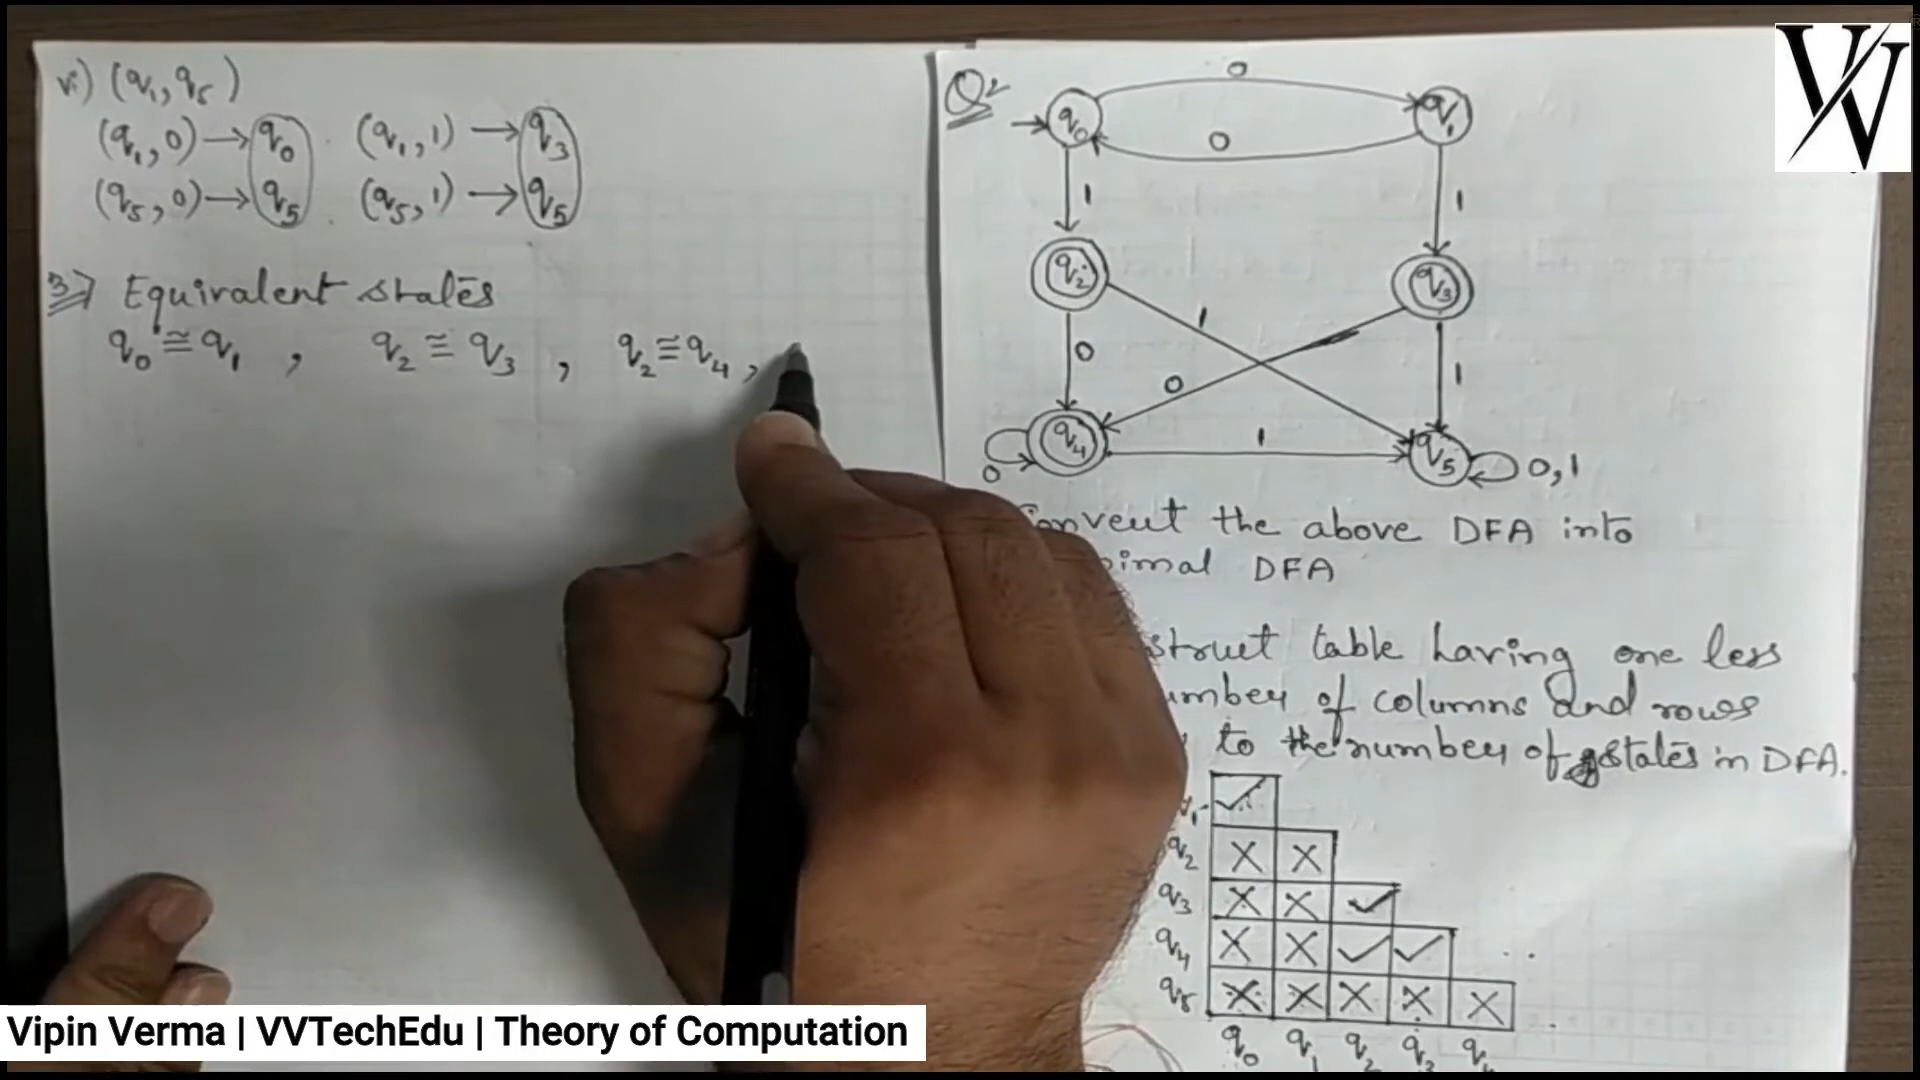 vi) (q1, q5)
(q1, 0) → q0 (q1, 1) → q3
(q5, 0) → q5 (q5, 1) → q5
3) Equivalent states
q0 ≅ q1 , q2 ≅ q3 , q2 ≅ q4 ,
Q2
0
q0 q1
0
1 1
q2 q3
1
0 0 1
q4 1 q5 0,1
0
Convert the above DFA into
DFA
table having one less
of columns and rows
to the number of states in DFA.
q1 ✓
q2 X X
q3 X X ✓
q4 X X ✓ ✓
q5 X X X X X
q0 q1 q2 q3 q4
VV
Vipin Verma | VVTechEdu | Theory of Computation